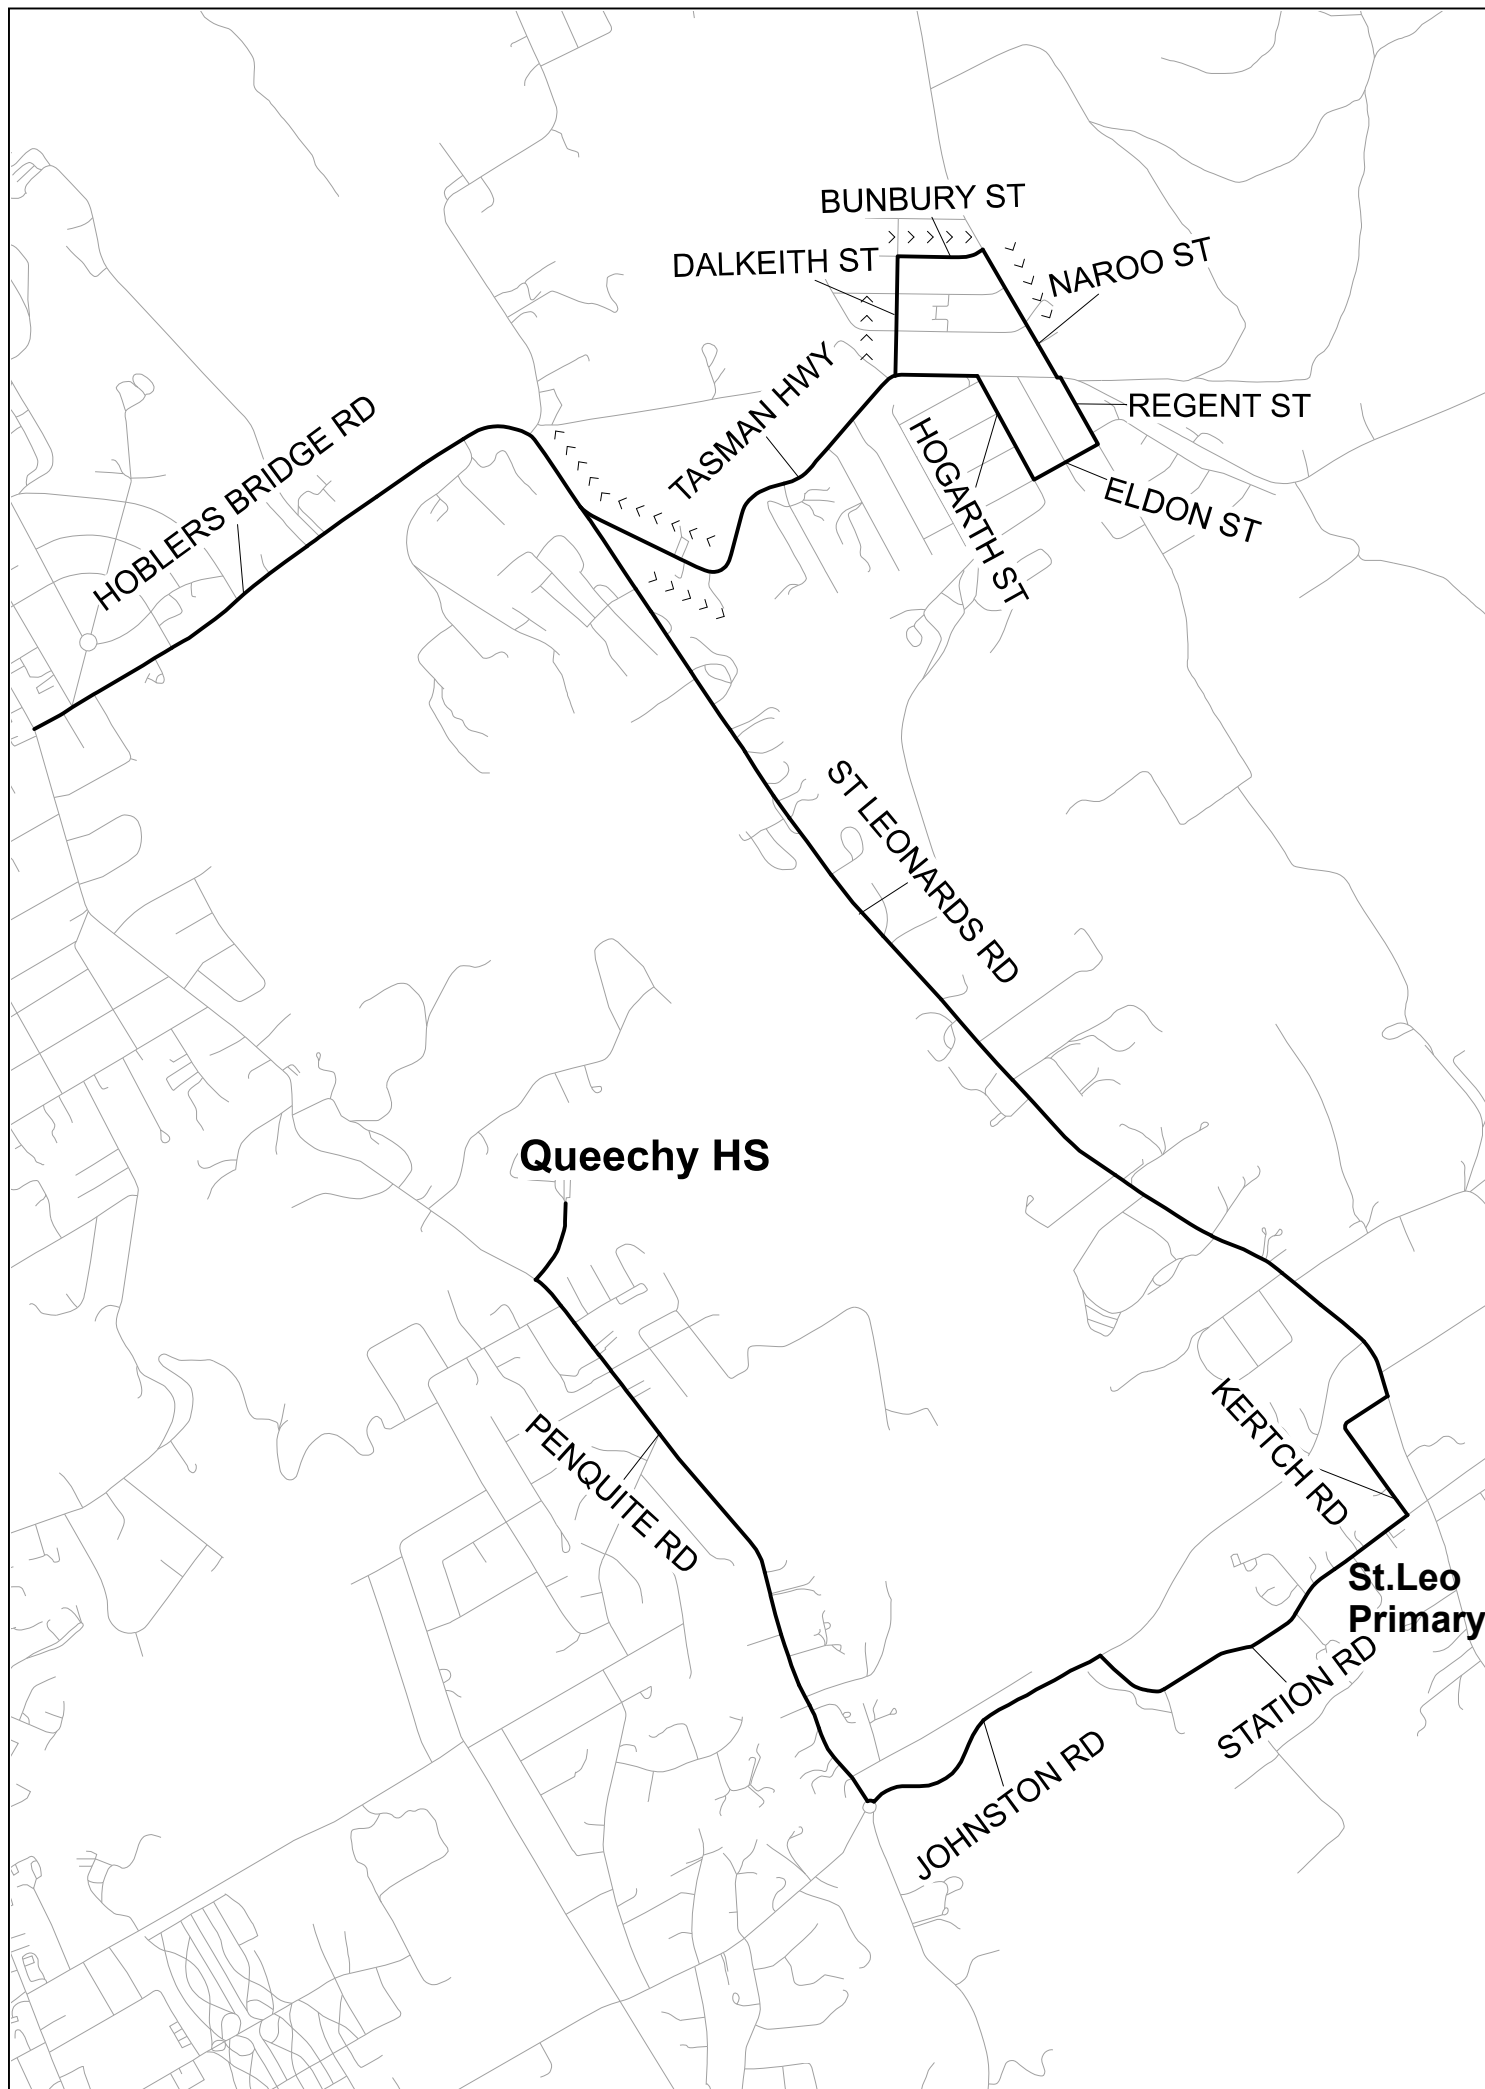 BUNBURY ST
DALKEITH ST
NAROO ST
TASMAN HWY
HOBLERS BRIDGE RD
REGENT ST
HOGARTH ST
ELDON ST
ST LEONARDS RD
Queechy HS
KERTCH RD
PENQUITE RD
St.Leo
Primary
STATION RD
JOHNSTON RD